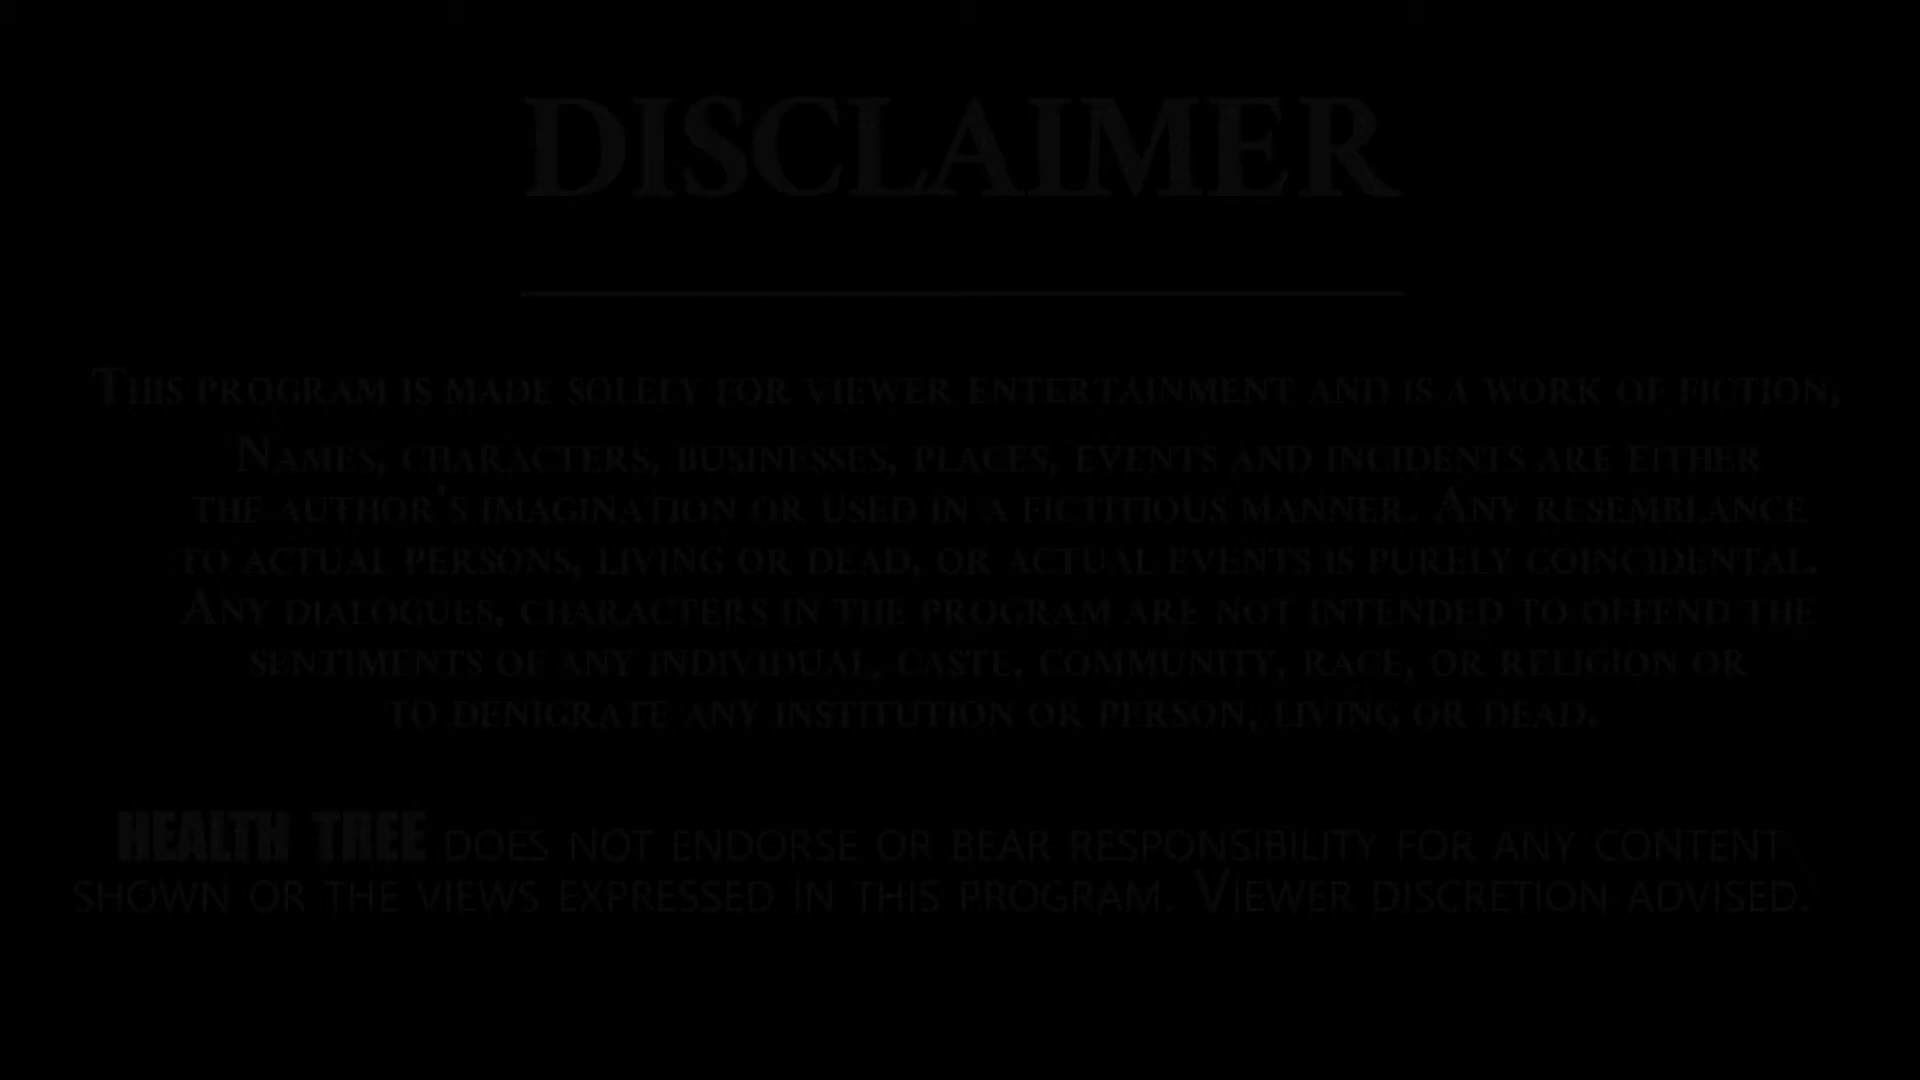 DISCLAIMER
THIS PROGRAM IS MADE SOLELY FOR VIEWER ENTERTAINMENT AND IS A WORK OF FICTION,
NAMES, CHARACTERS, BUSINESSES, PLACES, EVENTS AND INCIDENTS ARE EITHER
THE AUTHOR'S IMAGINATION OR USED IN A FICTITIOUS MANNER. ANY RESEMBLANCE
TO ACTUAL PERSONS, LIVING OR DEAD, OR ACTUAL EVENTS IS PURELY COINCIDENTAL.
ANY DIALOGUES, CHARACTERS IN THE PROGRAM ARE NOT INTENDED TO OFFEND THE
SENTIMENTS OF ANY INDIVIDUAL, CASTE, COMMUNITY, RACE, OR RELIGION OR
TO DENIGRATE ANY INSTITUTION OR PERSON, LIVING OR DEAD.
HEALTH TREE DOES NOT ENDORSE OR BEAR RESPONSIBILITY FOR ANY CONTENT
SHOWN OR THE VIEWS EXPRESSED IN THIS PROGRAM. VIEWER DISCRETION ADVISED.